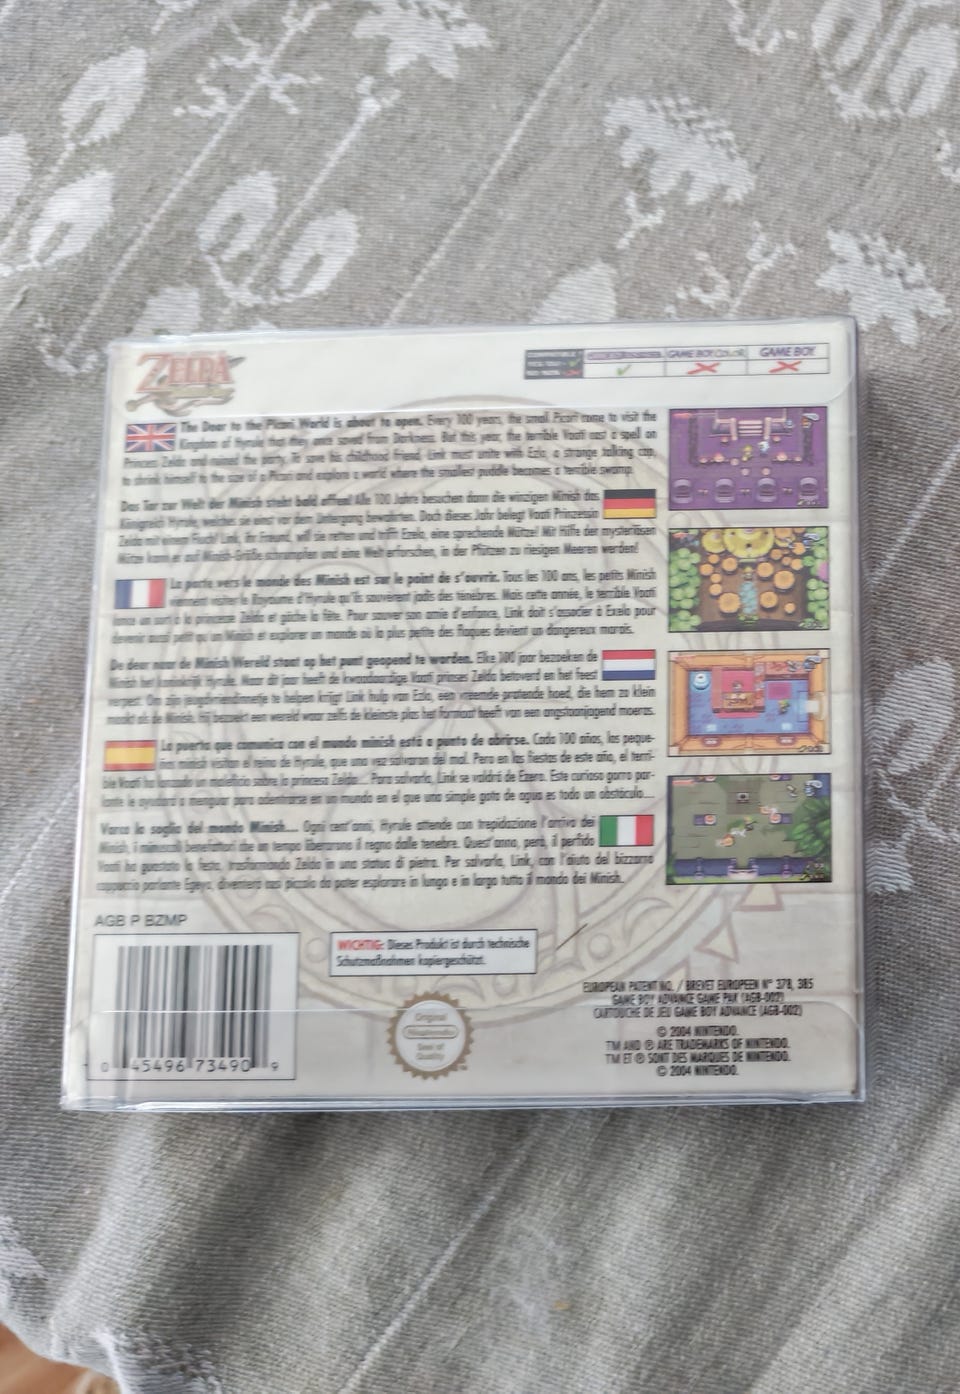 ZELDA
COMPATIBLE
GAME BOY COLOR
GAME BOY
The Door to the Picori World is about to open. Every 100 years, the small Picori come to visit the
Kingdom of Hyrule that they once saved from Darkness. But this year, the terrible Vaati cast a spell on
Princess Zelda and ruined the party. To save his childhood friend, Link must unite with Ezlo, a strange talking cap,
to shrink himself to the size of a Picori and explore a world where the smallest puddle becomes a terrible swamp.
Das Tor zur Welt der Minish steht bald offen! Alle 100 Jahre besuchen dann die winzigen Minish das
Königreich Hyrule, welches sie einst vor dem Untergang bewahrten. Doch dieses Jahr belegt Vaati Prinzessin
Zelda mit einem Fluch! Link, ihr Freund, will sie retten und trifft Ezelo, eine sprechende Mütze! Mit Hilfe der mysteriösen
Mütze kann er auf Minish-Größe schrumpfen und eine Welt erforschen, in der Pfützen zu riesigen Meeren werden!
La porte vers le monde des Minish est sur le point de s'ouvrir. Tous les 100 ans, les petits Minish
viennent visiter le Royaume d'Hyrule qu'ils sauvèrent jadis des ténèbres. Mais cette année, le terrible Vaati
lance un sort à la princesse Zelda et gâche la fête. Pour sauver son amie d'enfance, Link doit s'associer à Exelo pour
devenir aussi petit qu'un Minish et explorer un monde où la plus petite des flaques devient un dangereux marais.
De deur naar de Minish Wereld staat op het punt geopend te worden. Elke 100 jaar bezoeken de
Minish het koninkrijk Hyrule. Maar dit jaar heeft de kwaadaardige Vaati prinses Zelda betoverd en het feest
verpest. Om zijn jeugdvriendinnetje te helpen krijgt Link hulp van Ezlo, een vreemde pratende hoed, die hem zo klein
maakt als de Minish. Hij bezoekt een wereld waar zelfs de kleinste plas het formaat heeft van een angstaanjagend moeras.
La puerta que comunica con el mundo minish está a punto de abrirse. Cada 100 años, los peque-
ños minish visitan el reino de Hyrule, que una vez salvaron del mal. Pero en las fiestas de este año, el terri-
ble Vaati ha lanzado un maleficio sobre la princesa Zelda... Para salvarla, Link se valdrá de Ezero. Este curioso gorro par-
lante le ayudará a menguar para adentrarse en un mundo en el que una simple gota de agua es todo un obstáculo...
Varca la soglia del mondo Minish... Ogni cent'anni, Hyrule attende con trepidazione l'arrivo dei
Minish, i minuscoli benefattori che un tempo liberarono il regno dalle tenebre. Quest'anno, però, il perfido
Vaati ha guastato la festa, trasformando Zelda in una statua di pietra. Per salvarla, Link, con l'aiuto del bizzarro
cappuccio parlante Egeyo, diventerà così piccolo da poter esplorare in lungo e in largo tutto il mondo dei Minish.
AGB P BZMP
WICHTIG: Dieses Produkt ist durch technische
Schutzmaßnahmen kopiergeschützt.
0 45496 73490 9
Original
Nintendo
Seal of
Quality
EUROPEAN PATENT NO. / BREVET EUROPEEN N° 378, 385
GAME BOY ADVANCE GAME PAK (AGB-002)
CARTOUCHE DE JEU GAME BOY ADVANCE (AGB-002)
© 2004 NINTENDO.
TM AND ® ARE TRADEMARKS OF NINTENDO.
TM ET ® SONT DES MARQUES DE NINTENDO.
© 2004 NINTENDO.